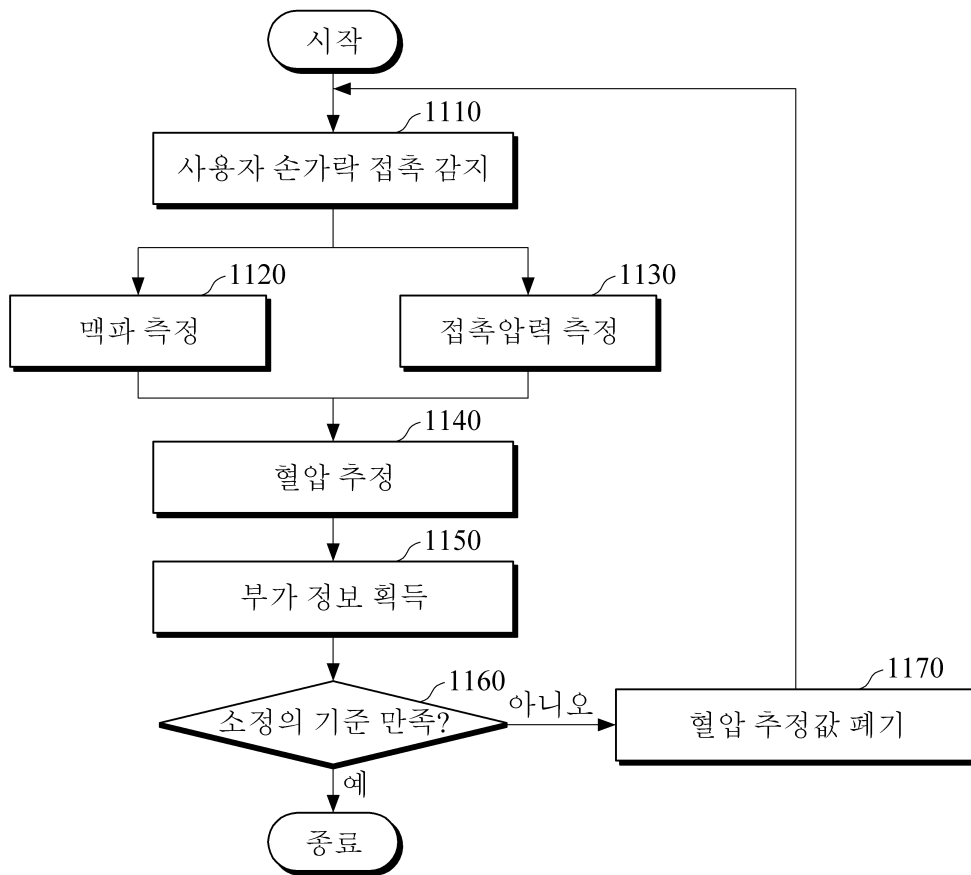 시작
1110
사용자 손가락 접촉 감지
1120
맥파 측정
1130
접촉압력 측정
1140
혈압 추정
1150
부가 정보 획득
1160
소정의 기준 만족?
아니오
1170
혈압 추정값 폐기
예
종료